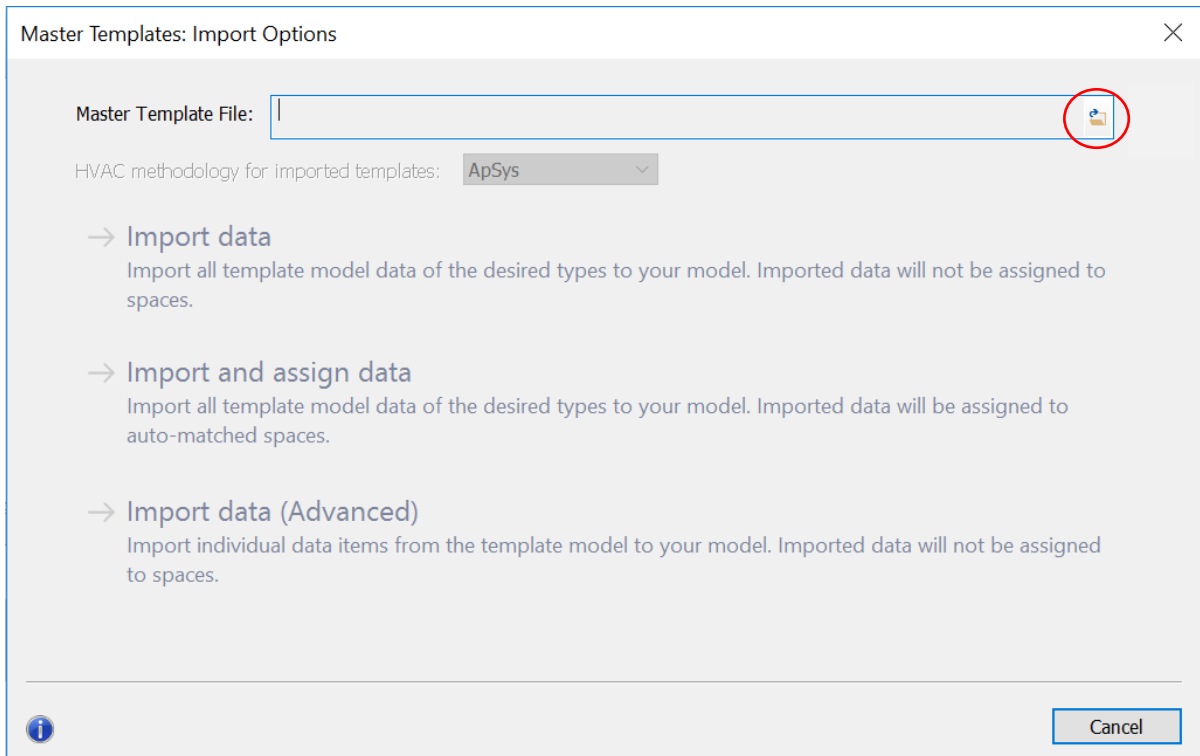 Master Templates: Import Options
Master Template File:
HVAC methodology for imported templates: ApSys
Import data
Import all template model data of the desired types to your model. Imported data will not be assigned to
spaces.
Import and assign data
Import all template model data of the desired types to your model. Imported data will be assigned to
auto-matched spaces.
Import data (Advanced)
Import individual data items from the template model to your model. Imported data will not be assigned
to spaces.
Cancel